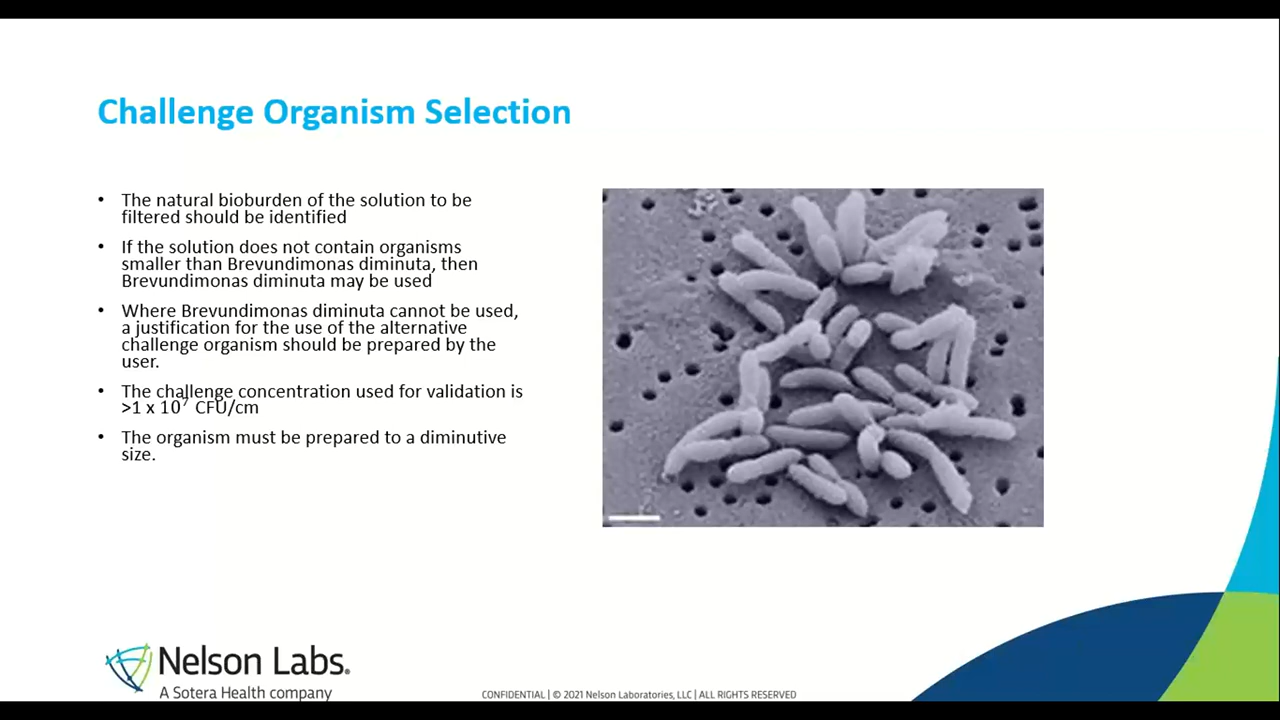 Challenge Organism Selection
• The natural bioburden of the solution to be
filtered should be identified
• If the solution does not contain organisms
smaller than Brevundimonas diminuta, then
Brevundimonas diminuta may be used
• Where Brevundimonas diminuta cannot be used,
a justification for the use of the alternative
challenge organism should be prepared by the
user.
• The challenge concentration used for validation is
>1 x 10⁷ CFU/cm
• The organism must be prepared to a diminutive
size.
Nelson Labs.
A Sotera Health company
CONFIDENTIAL | © 2021 Nelson Laboratories, LLC | ALL RIGHTS RESERVED